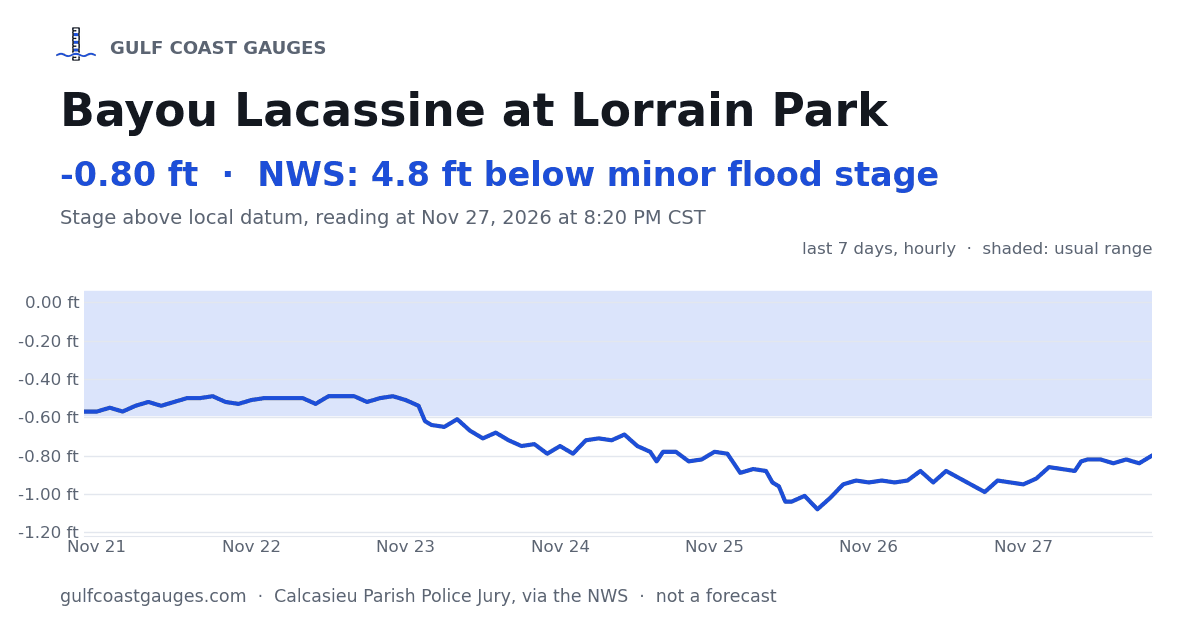 GULF COAST GAUGES
Bayou Lacassine at Lorrain Park
-0.80 ft · NWS: 4.8 ft below minor flood stage
Stage above local datum, reading at Nov 27, 2026 at 8:20 PM CST
last 7 days, hourly · shaded: usual range
0.00 ft
-0.20 ft
-0.40 ft
-0.60 ft
-0.80 ft
-1.00 ft
-1.20 ft
Nov 21 Nov 22 Nov 23 Nov 24 Nov 25 Nov 26 Nov 27
gulfcoastgauges.com · Calcasieu Parish Police Jury, via the NWS · not a forecast